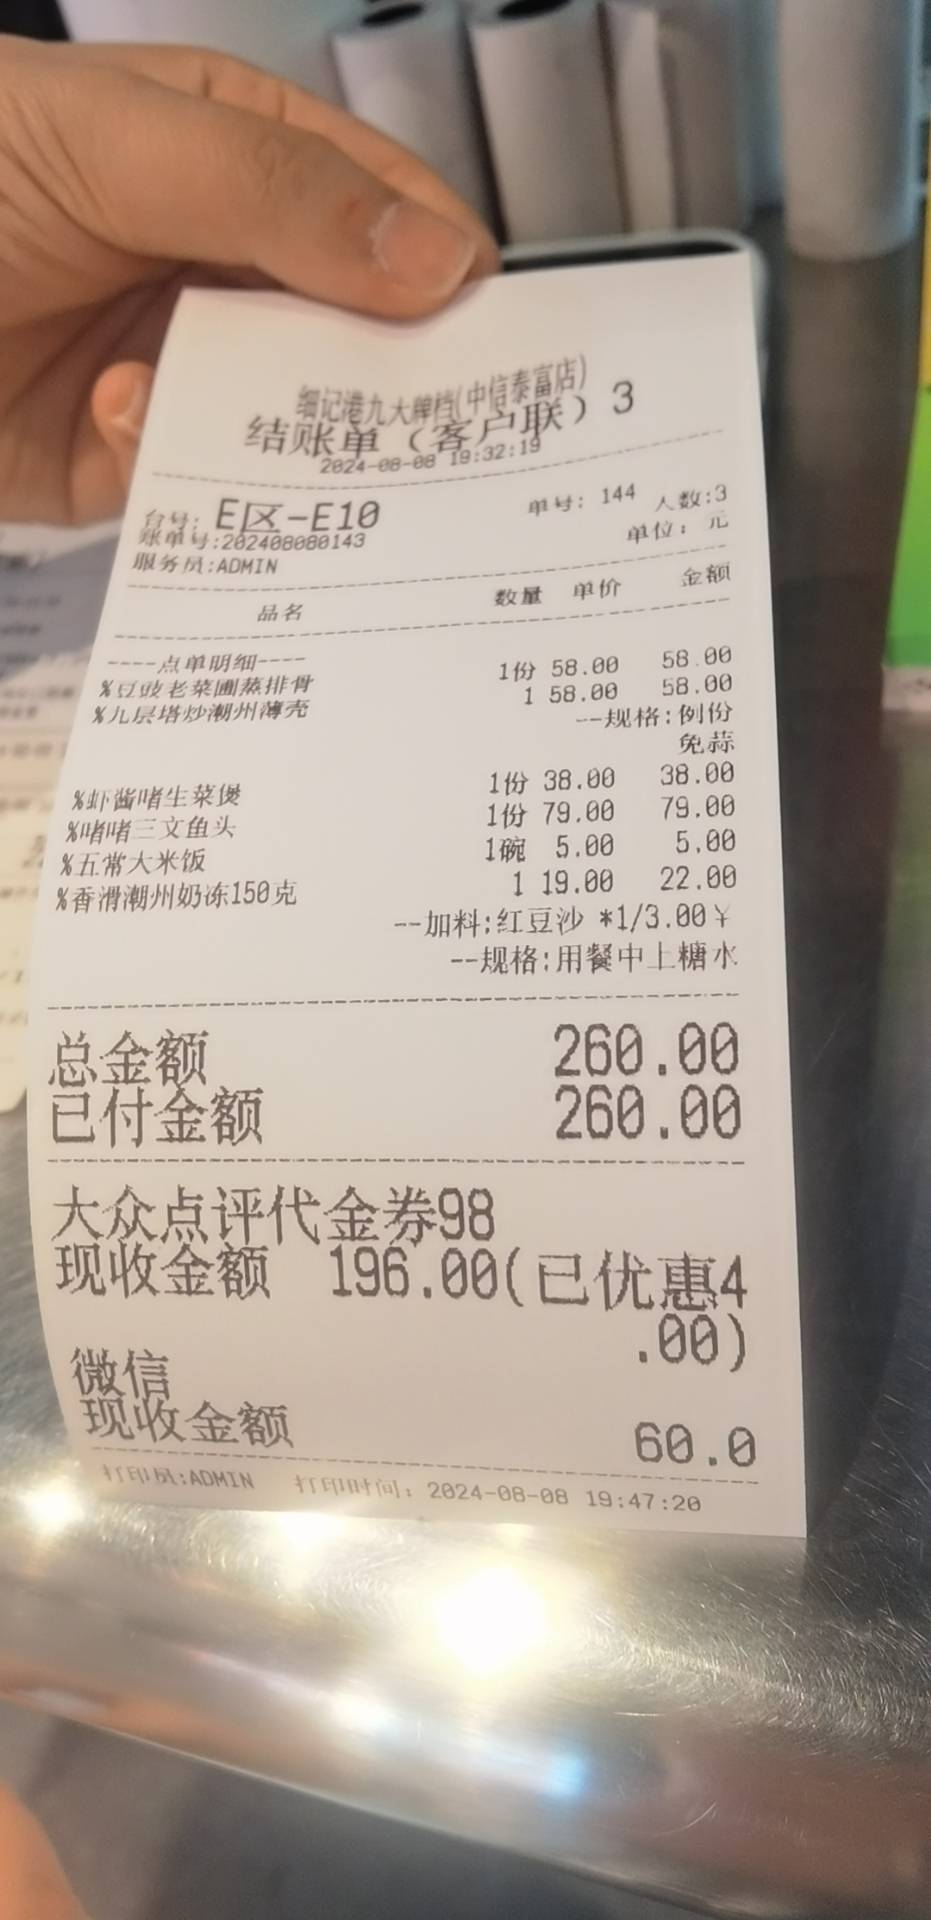 细记港九大牌档(中信泰富店)
结账单（客户联）3
2024-08-08 19:32:19
台号: E区-E10 单号: 144 人数:3
账单号:202408080143 单位: 元
服务员:ADMIN
品名 数量 单价 金额
----点单明细----
%豆豉老菜圃蒸排骨 1份 58.00 58.00
%九层塔炒潮州薄壳 1 58.00 58.00
--规格:例份
免蒜
%虾酱啫生菜煲 1份 38.00 38.00
%啫啫三文鱼头 1份 79.00 79.00
%五常大米饭 1碗 5.00 5.00
%香滑潮州奶冻150克 1 19.00 22.00
--加料:红豆沙 *1/3.00¥
--规格:用餐中上糖水
总金额 260.00
已付金额 260.00
大众点评代金券98
现收金额 196.00(已优惠4
.00)
微信
现收金额 60.0
打印员:ADMIN 打印时间: 2024-08-08 19:47:20